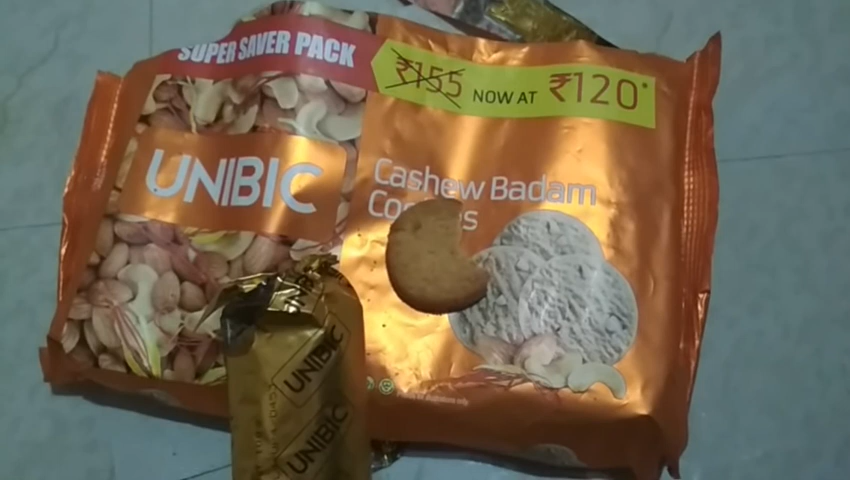 SUPER SAVER PACK
₹155 NOW AT ₹120*
UNIBIC
Cashew Badam
UNIBIC
UNIBIC